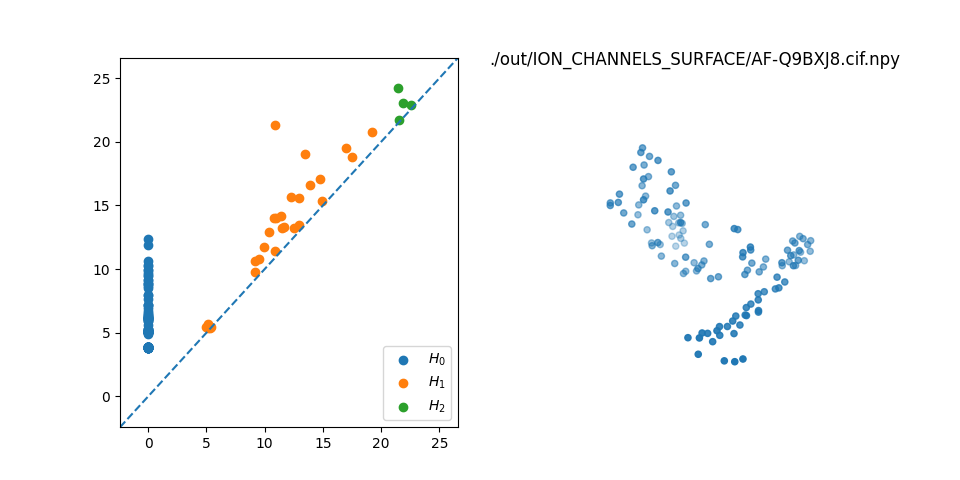 ./out/ION_CHANNELS_SURFACE/AF-Q9BXJ8.cif.npy
25
20
15
10
5
0
H₀
H₁
H₂
0 5 10 15 20 25